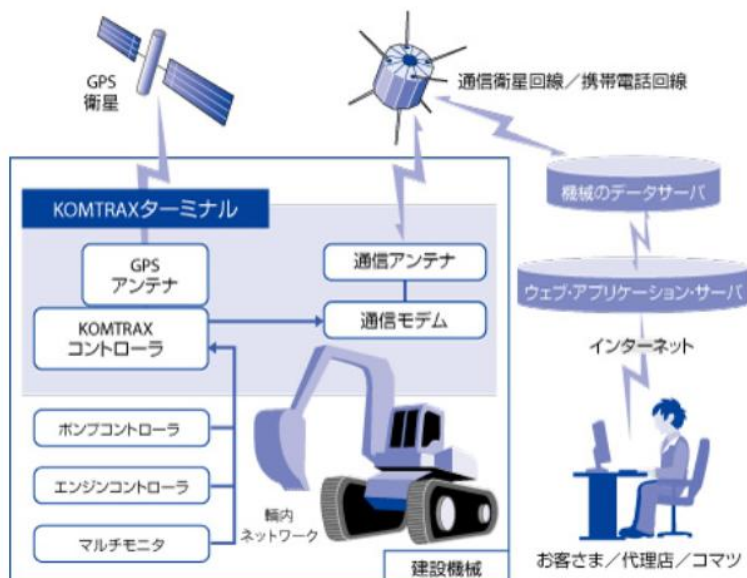 GPS
衛星
通信衛星回線／携帯電話回線
KOMTRAXターミナル
機械のデータサーバ
GPS
アンテナ
通信アンテナ
ウェブ・アプリケーション・サーバ
KOMTRAX
コントローラ
通信モデム
インターネット
ポンプコントローラ
エンジンコントローラ
輌内
ネットワーク
マルチモニタ
建設機械
お客さま／代理店／コマツ